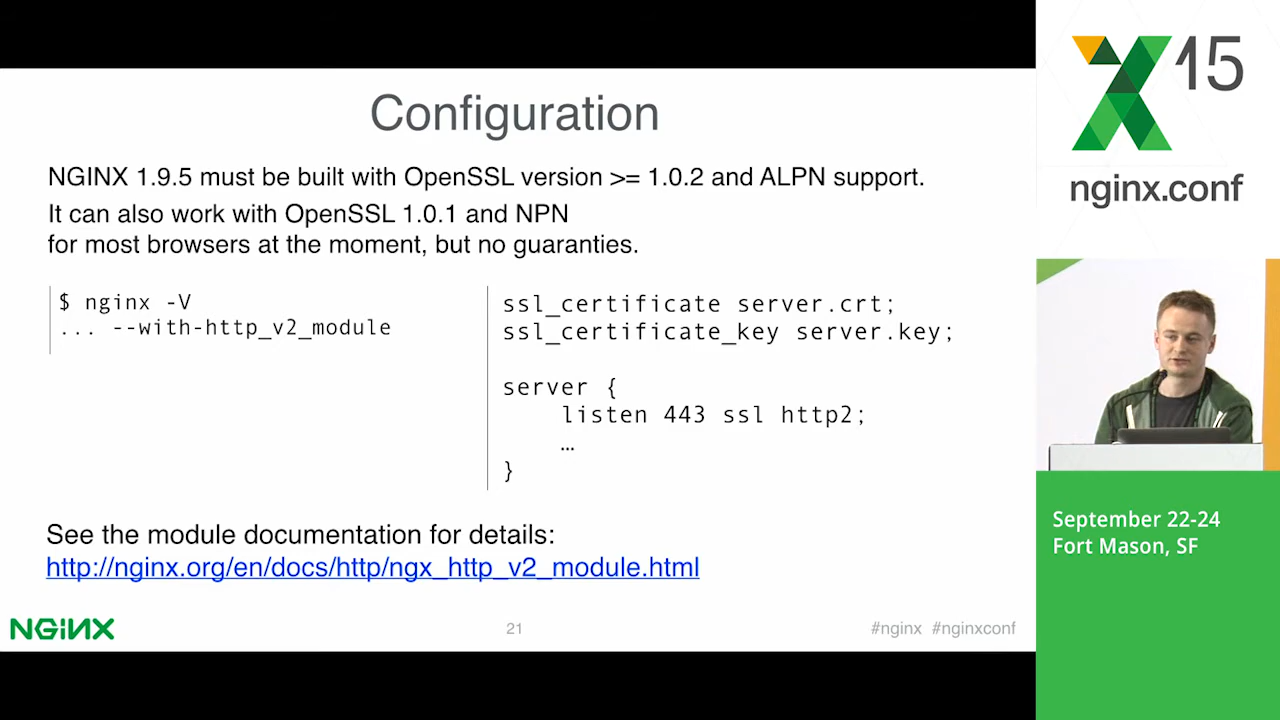 Configuration
NGINX 1.9.5 must be built with OpenSSL version >= 1.0.2 and ALPN support.
It can also work with OpenSSL 1.0.1 and NPN
for most browsers at the moment, but no guaranties.
$ nginx -V
... --with-http_v2_module
ssl_certificate server.crt;
ssl_certificate_key server.key;
server {
listen 443 ssl http2;
…
}
See the module documentation for details:
http://nginx.org/en/docs/http/ngx_http_v2_module.html
NGINX
21
#nginx #nginxconf
X15
nginx.conf
September 22-24
Fort Mason, SF